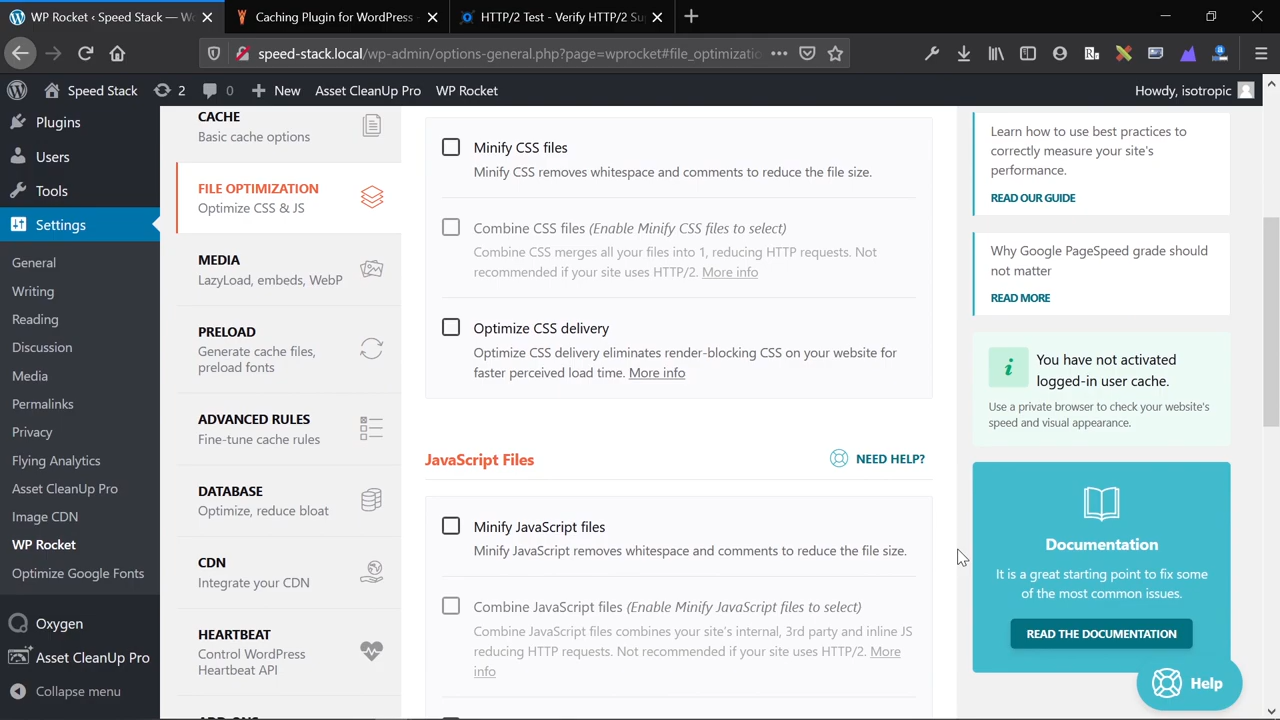 WP Rocket ‹ Speed Stack — Wo
Caching Plugin for WordPress
HTTP/2 Test - Verify HTTP/2 Su
speed-stack.local/wp-admin/options-general.php?page=wprocket#file_optimizatio
Speed Stack
2
0
New
Asset CleanUp Pro
WP Rocket
Howdy, isotropic
Plugins
Users
Tools
Settings
General
Writing
Reading
Discussion
Media
Permalinks
Privacy
Flying Analytics
Asset CleanUp Pro
Image CDN
WP Rocket
Optimize Google Fonts
Oxygen
Asset CleanUp Pro
Collapse menu
CACHE
Basic cache options
FILE OPTIMIZATION
Optimize CSS & JS
MEDIA
LazyLoad, embeds, WebP
PRELOAD
Generate cache files,
preload fonts
ADVANCED RULES
Fine-tune cache rules
DATABASE
Optimize, reduce bloat
CDN
Integrate your CDN
HEARTBEAT
Control WordPress
Heartbeat API
Minify CSS files
Minify CSS removes whitespace and comments to reduce the file size.
Combine CSS files (Enable Minify CSS files to select)
Combine CSS merges all your files into 1, reducing HTTP requests. Not
recommended if your site uses HTTP/2. More info
Optimize CSS delivery
Optimize CSS delivery eliminates render-blocking CSS on your website for
faster perceived load time. More info
JavaScript Files
NEED HELP?
Minify JavaScript files
Minify JavaScript removes whitespace and comments to reduce the file size.
Combine JavaScript files (Enable Minify JavaScript files to select)
Combine JavaScript files combines your site's internal, 3rd party and inline JS
reducing HTTP requests. Not recommended if your site uses HTTP/2. More
info
Learn how to use best practices to
correctly measure your site's
performance.
READ OUR GUIDE
Why Google PageSpeed grade should
not matter
READ MORE
You have not activated
logged-in user cache.
Use a private browser to check your website's
speed and visual appearance.
Documentation
It is a great starting point to fix some
of the most common issues.
READ THE DOCUMENTATION
Help